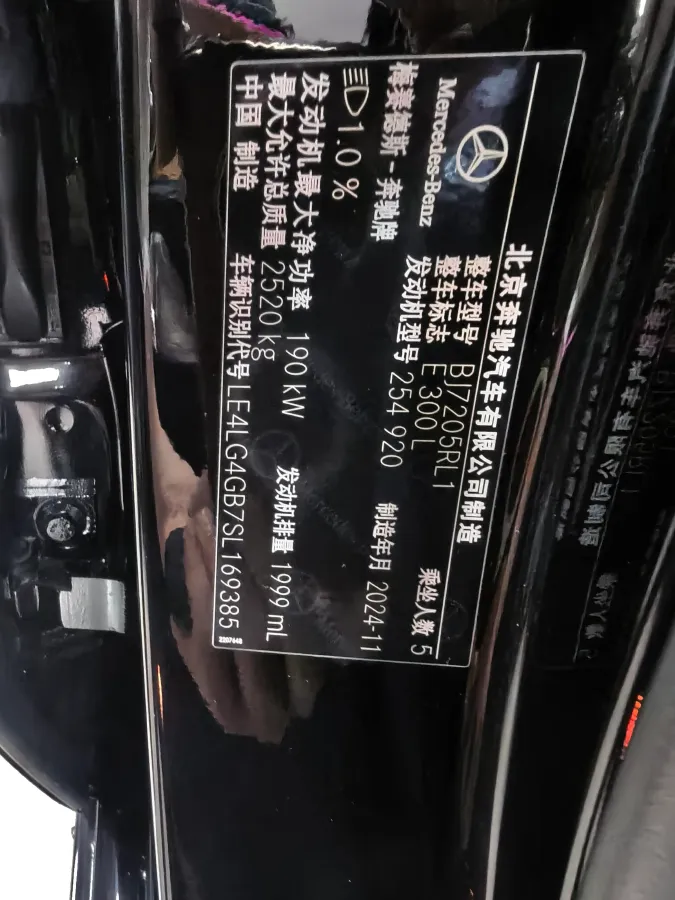 北京奔驰汽车有限公司制造
Mercedes-Benz
梅赛德斯-奔驰牌
整车型号 BJ7205RL1
整车标志 E 300 L
乘坐人数 5
发动机型号 254 920
制造年月 2024-11
1.0 %
发动机最大净功率 190 kW
发动机排量 1999 mL
最大允许总质量 2520 kg
中国 制造
车辆识别代号 LE4LG4GB7SL169385